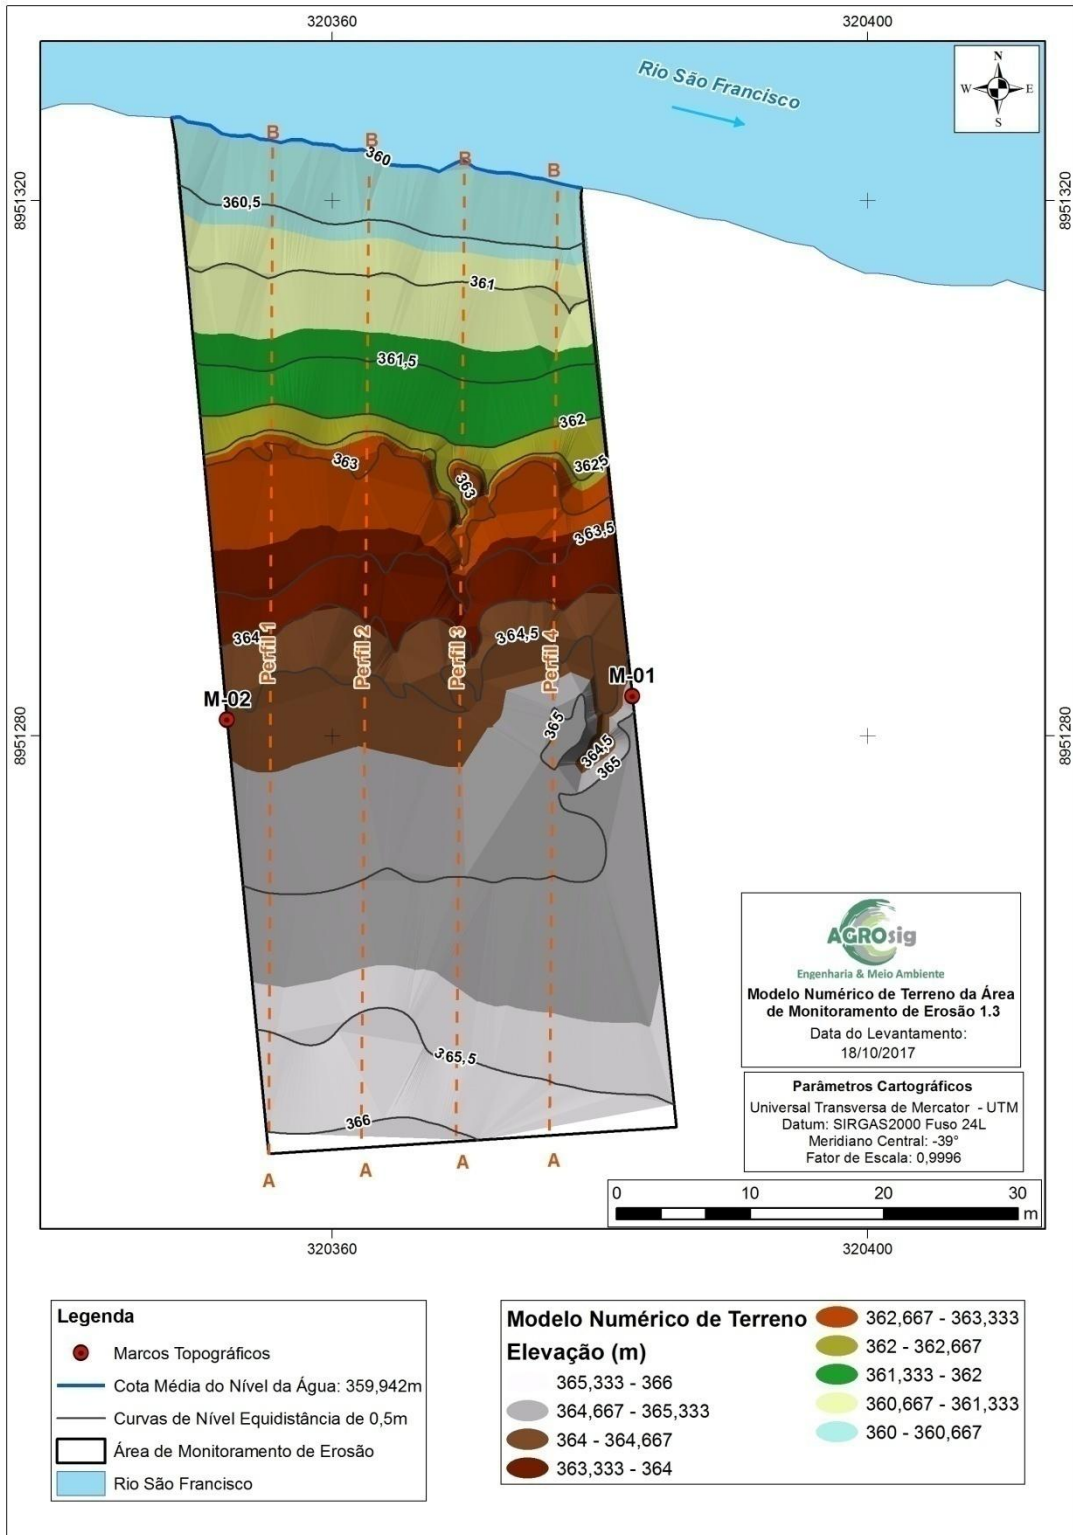 320360
320400
Rio São Francisco
N
W
E
S
8951320
8951320
B
B
B
B
360
360,5
361
361,5
362
362,5
363
363
363,5
364
364,5
Perfil 1
Perfil 2
Perfil 3
Perfil 4
M-02
M-01
8951280
8951280
365
364,5
365
365,5
366
A
A
A
A
AGROsig
Engenharia & Meio Ambiente
Modelo Numérico de Terreno da Área
de Monitoramento de Erosão 1.3
Data do Levantamento:
18/10/2017
Parâmetros Cartográficos
Universal Transversa de Mercator - UTM
Datum: SIRGAS2000 Fuso 24L
Meridiano Central: -39°
Fator de Escala: 0,9996
0 10 20 30
m
320360
320400
Legenda
Marcos Topográficos
Cota Média do Nível da Água: 359,942m
Curvas de Nível Equidistância de 0,5m
Área de Monitoramento de Erosão
Rio São Francisco
Modelo Numérico de Terreno
Elevação (m)
365,333 - 366
364,667 - 365,333
364 - 364,667
363,333 - 364
362,667 - 363,333
362 - 362,667
361,333 - 362
360,667 - 361,333
360 - 360,667